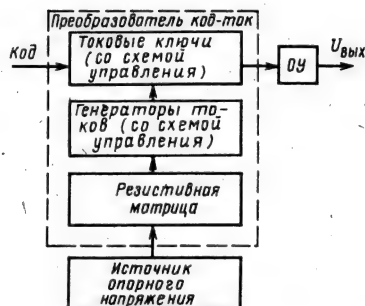 Преобразователь код-ток
Код
Токовые ключи
(со схемой
управления)
ОУ
Uвых
Генераторы то-
ков (со схемой
управления)
Резистивная
матрица
Источник
опорного
напряжения